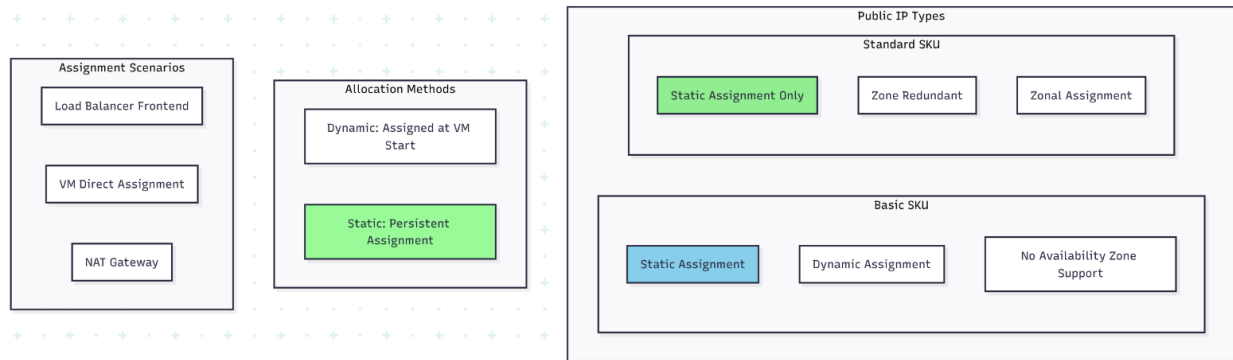 Assignment Scenarios
Load Balancer Frontend
VM Direct Assignment
NAT Gateway
Allocation Methods
Dynamic: Assigned at VM
Start
Static: Persistent
Assignment
Public IP Types
Standard SKU
Static Assignment Only
Zone Redundant
Zonal Assignment
Basic SKU
Static Assignment
Dynamic Assignment
No Availability Zone
Support